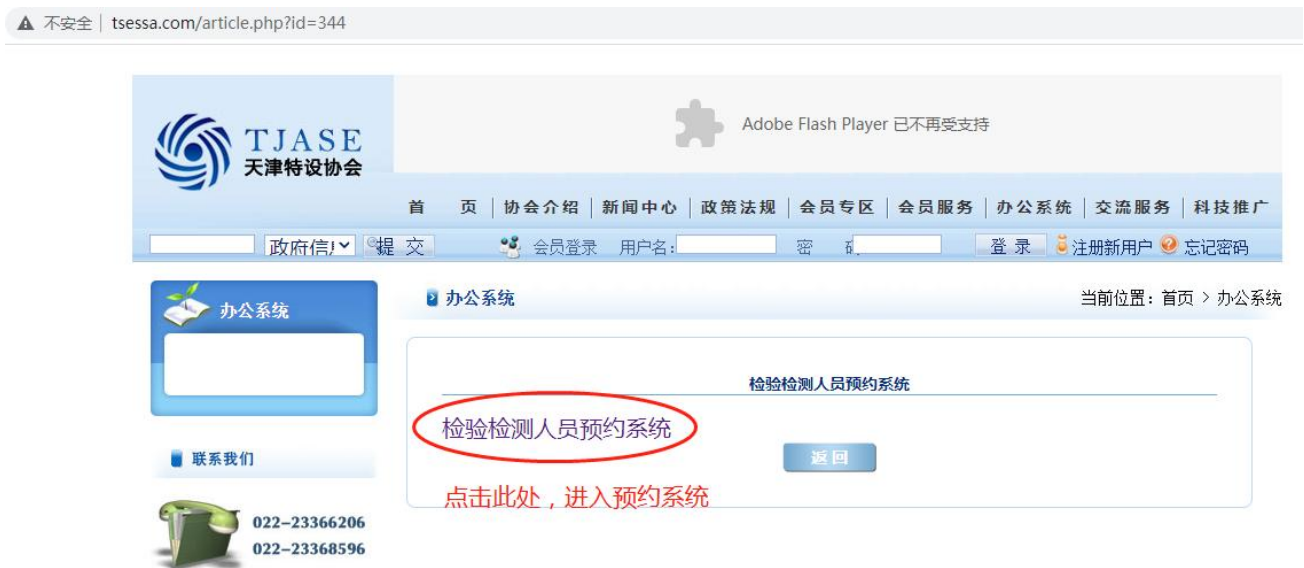 不安全 | tsessa.com/article.php?id=344
TJASE
天津特设协会
Adobe Flash Player 已不再受支持
首 页 | 协会介绍 | 新闻中心 | 政策法规 | 会员专区 | 会员服务 | 办公系统 | 交流服务 | 科技推广
政府信 提 交 会员登录 用户名: 密 登 录 注册新用户 忘记密码
办公系统
办公系统
当前位置：首页 > 办公系统
检验检测人员预约系统
检验检测人员预约系统
返回
点击此处，进入预约系统
联系我们
022-23366206
022-23368596